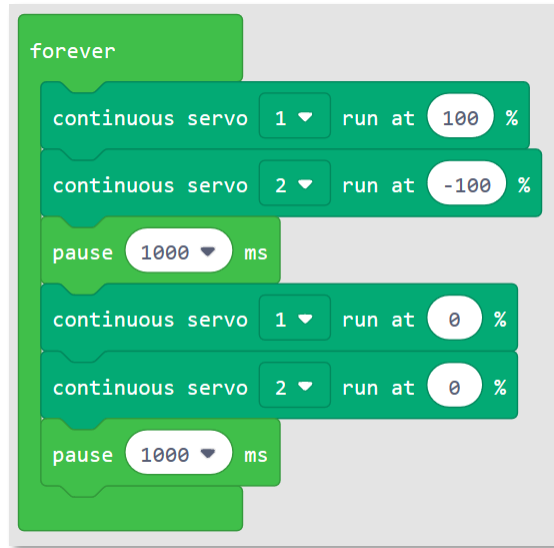 forever
continuous servo 1 run at 100 %
continuous servo 2 run at -100 %
pause 1000 ms
continuous servo 1 run at 0 %
continuous servo 2 run at 0 %
pause 1000 ms